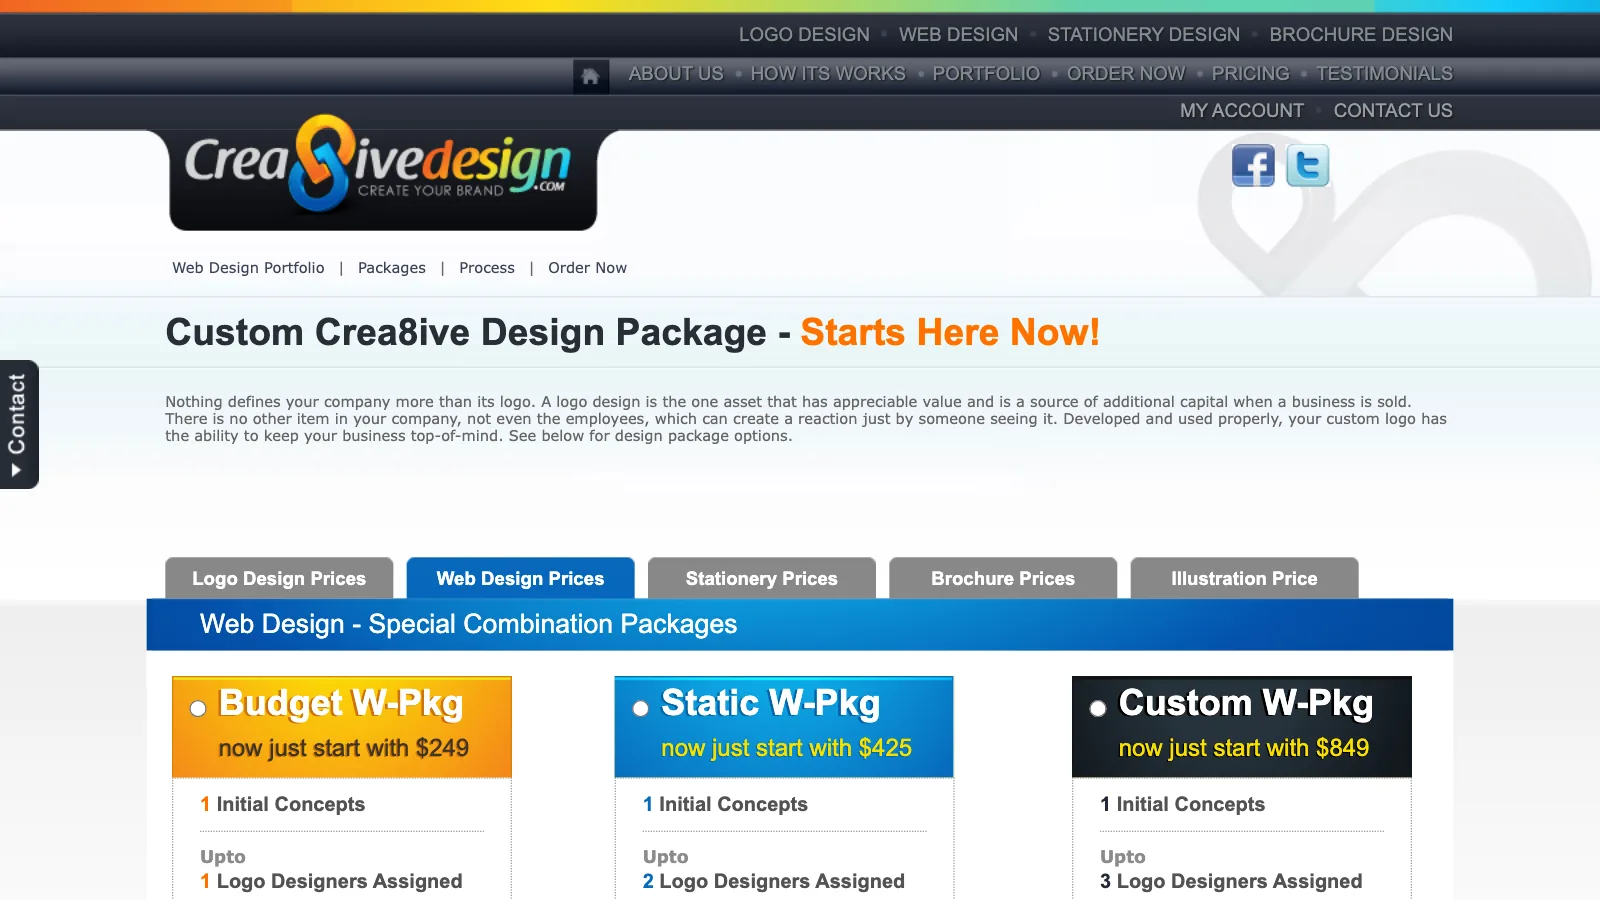 LOGO DESIGN • WEB DESIGN • STATIONERY DESIGN • BROCHURE DESIGN
ABOUT US • HOW ITS WORKS • PORTFOLIO • ORDER NOW • PRICING • TESTIMONIALS
MY ACCOUNT • CONTACT US
Crea8ivedesign
CREATE YOUR BRAND .COM
Web Design Portfolio | Packages | Process | Order Now
Custom Crea8ive Design Package - Starts Here Now!
Contact
Nothing defines your company more than its logo. A logo design is the one asset that has appreciable value and is a source of additional capital when a business is sold.
There is no other item in your company, not even the employees, which can create a reaction just by someone seeing it. Developed and used properly, your custom logo has
the ability to keep your business top-of-mind. See below for design package options.
Logo Design Prices
Web Design Prices
Stationery Prices
Brochure Prices
Illustration Price
Web Design - Special Combination Packages
Budget W-Pkg
now just start with $249
1 Initial Concepts
Upto
1 Logo Designers Assigned
Static W-Pkg
now just start with $425
1 Initial Concepts
Upto
2 Logo Designers Assigned
Custom W-Pkg
now just start with $849
1 Initial Concepts
Upto
3 Logo Designers Assigned